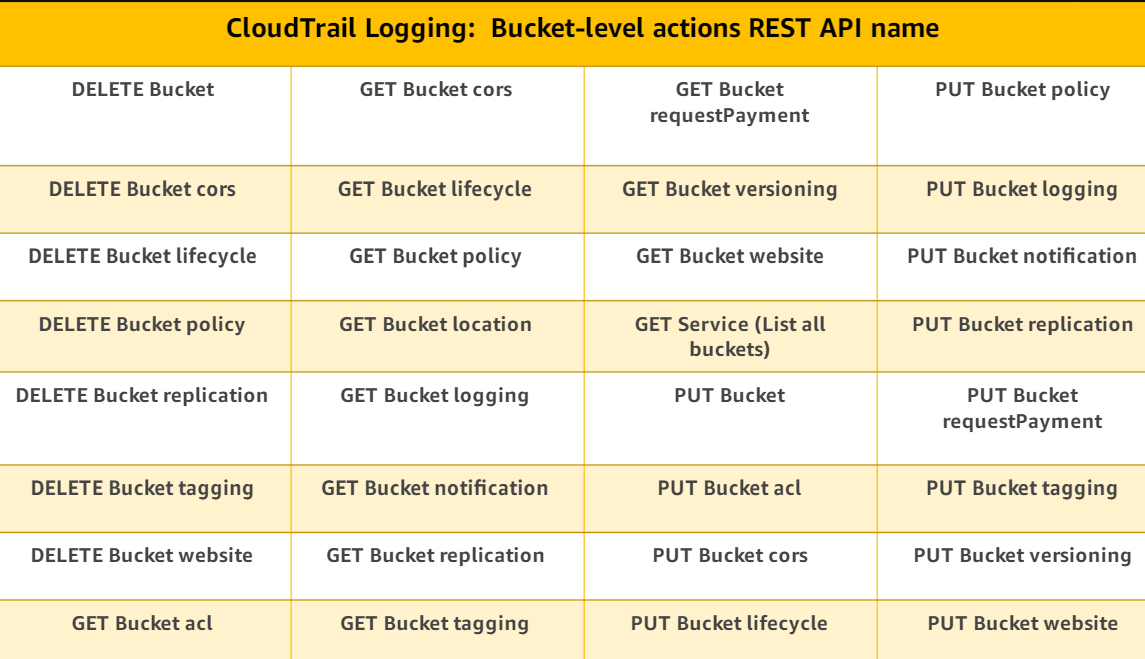 CloudTrail Logging: Bucket-level actions REST API name
DELETE Bucket
GET Bucket cors
GET Bucket
requestPayment
PUT Bucket policy
DELETE Bucket cors
GET Bucket lifecycle
GET Bucket versioning
PUT Bucket logging
DELETE Bucket lifecycle
GET Bucket policy
GET Bucket website
PUT Bucket notification
DELETE Bucket policy
GET Bucket location
GET Service (List all
buckets)
PUT Bucket replication
DELETE Bucket replication
GET Bucket logging
PUT Bucket
PUT Bucket
requestPayment
DELETE Bucket tagging
GET Bucket notification
PUT Bucket acl
PUT Bucket tagging
DELETE Bucket website
GET Bucket replication
PUT Bucket cors
PUT Bucket versioning
GET Bucket acl
GET Bucket tagging
PUT Bucket lifecycle
PUT Bucket website